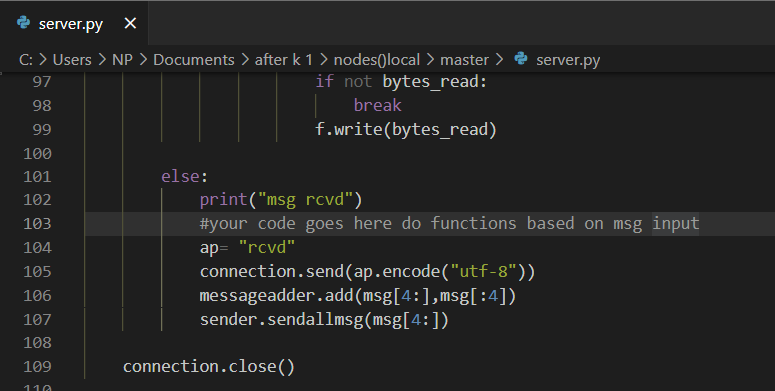 server.py
C: > Users > NP > Documents > after k 1 > nodes()local > master > server.py
97 if not bytes_read:
98 break
99 f.write(bytes_read)
100
101 else:
102 print("msg rcvd")
103 #your code goes here do functions based on msg input
104 ap= "rcvd"
105 connection.send(ap.encode("utf-8"))
106 messageadder.add(msg[4:],msg[:4])
107 sender.sendallmsg(msg[4:])
108
109 connection.close()
110